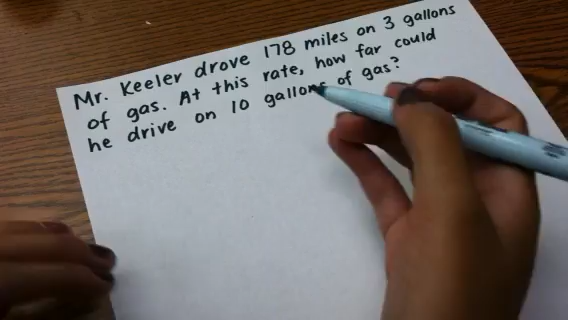 Mr. Keeler drove 178 miles on 3 gallons
of gas. At this rate, how far could
he drive on 10 gallons of gas?